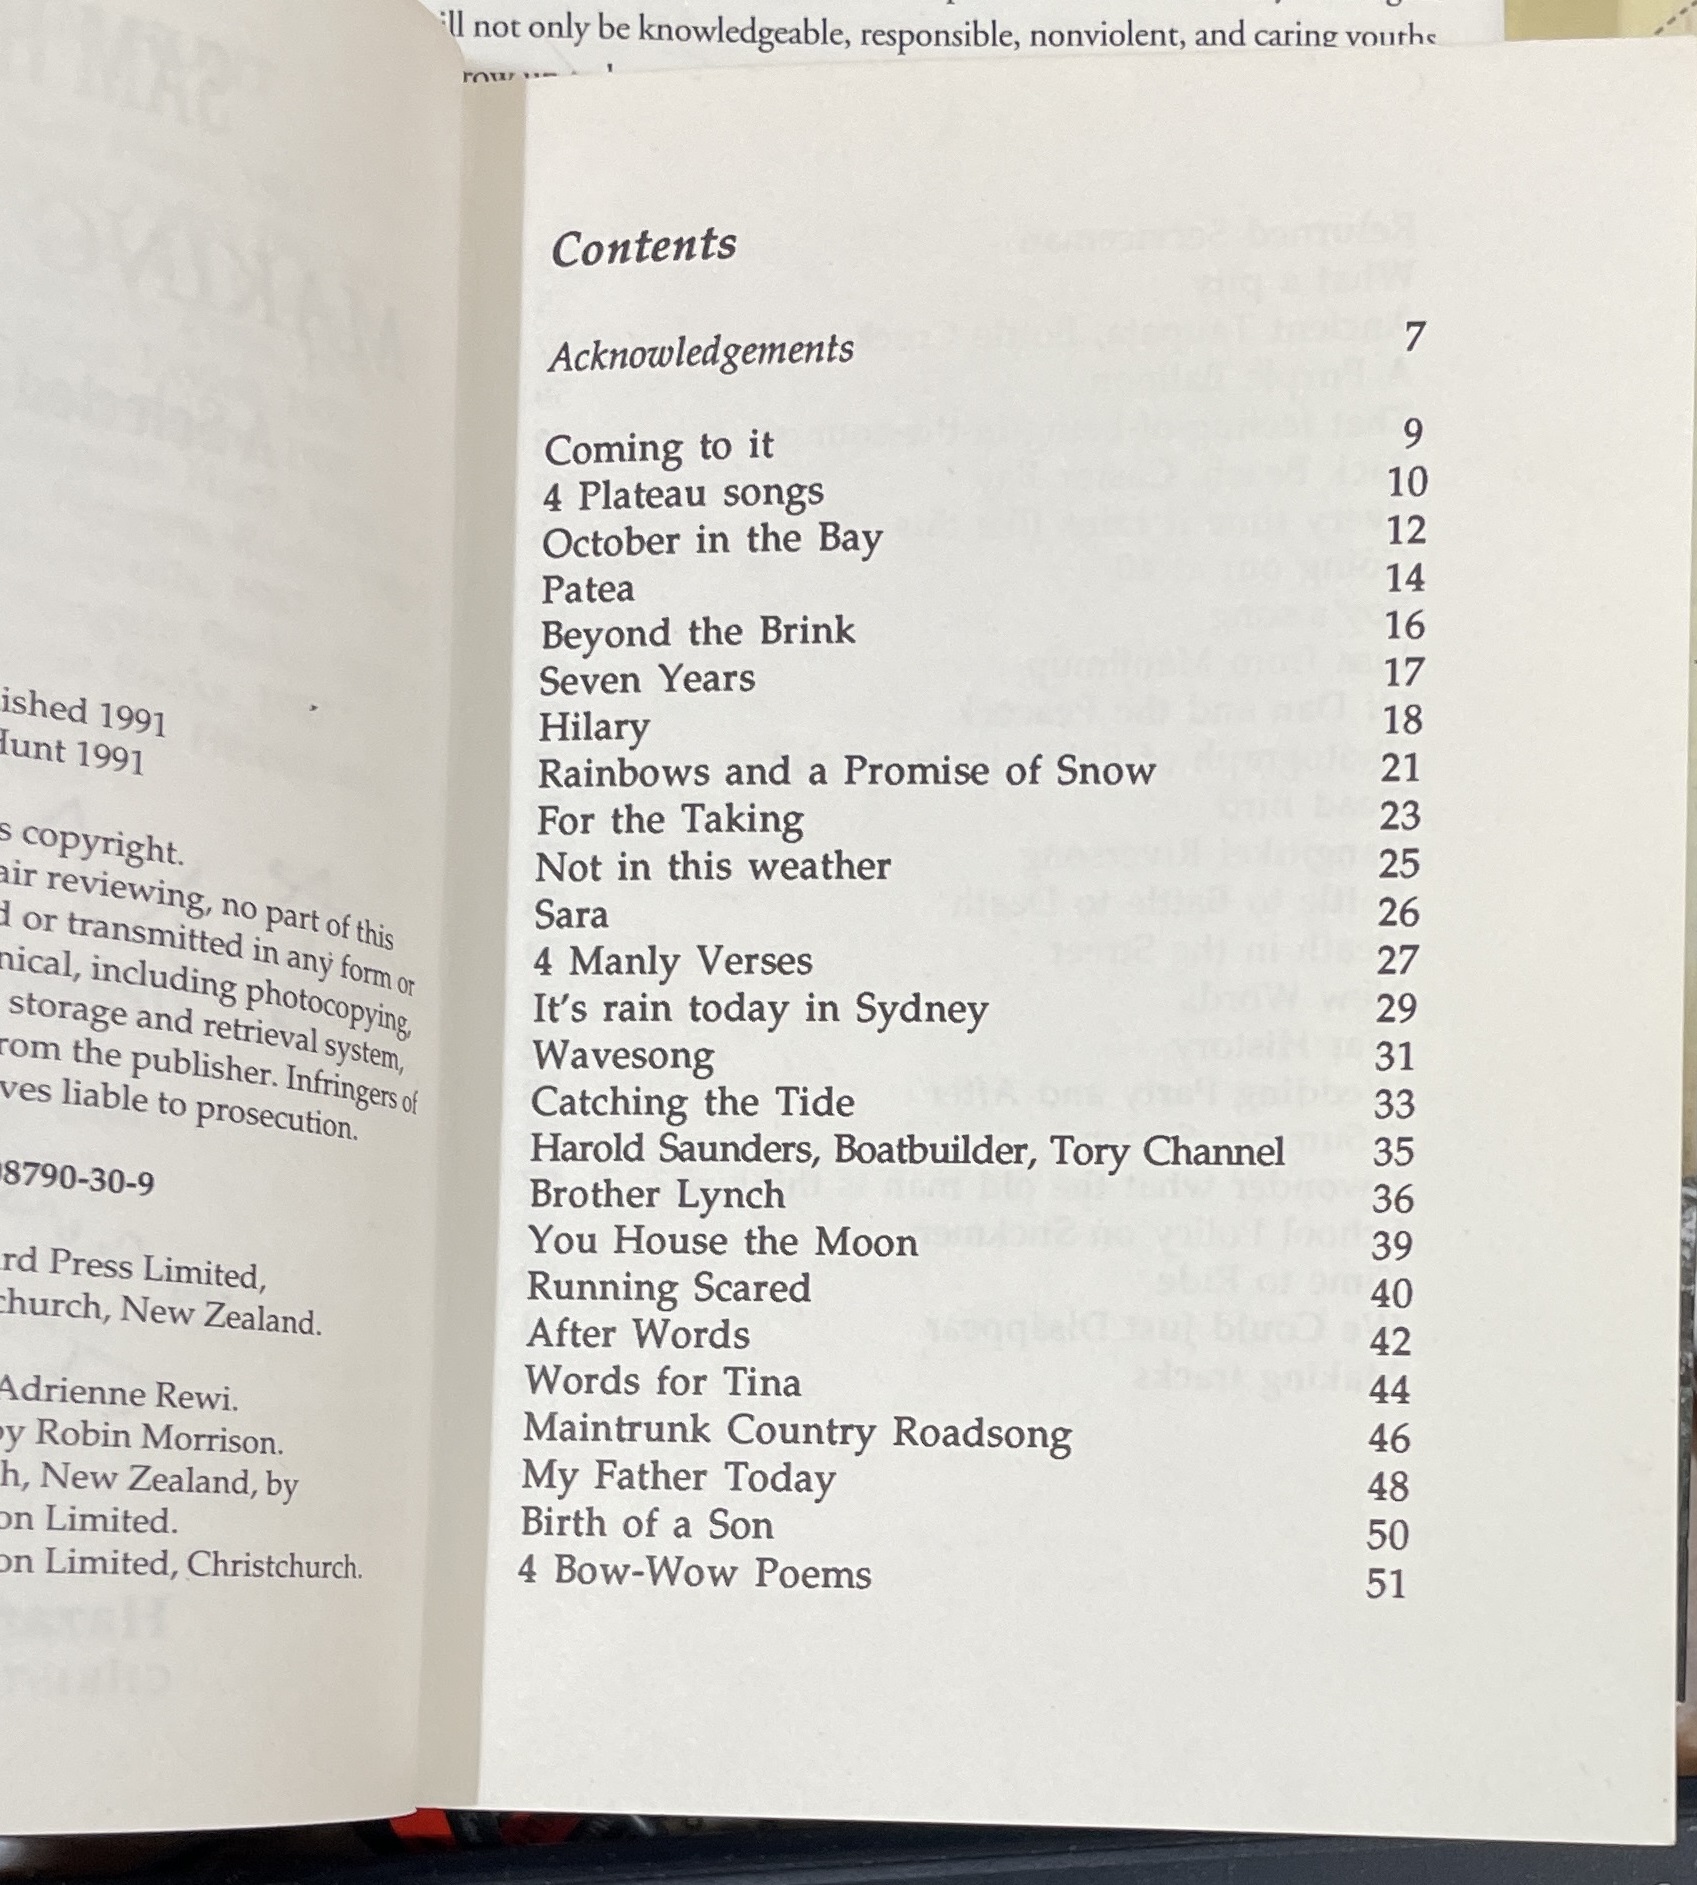 ll not only be knowledgeable, responsible, nonviolent, and caring youths
ished 1991
Hunt 1991
s copyright.
air reviewing, no part of this
d or transmitted in any form or
nical, including photocopying,
storage and retrieval system,
rom the publisher. Infringers of
ves liable to prosecution.
8790-30-9
rd Press Limited,
church, New Zealand.
Adrienne Rewi.
by Robin Morrison.
h, New Zealand, by
on Limited.
on Limited, Christchurch.
Contents
Acknowledgements 7
Coming to it 9
4 Plateau songs 10
October in the Bay 12
Patea 14
Beyond the Brink 16
Seven Years 17
Hilary 18
Rainbows and a Promise of Snow 21
For the Taking 23
Not in this weather 25
Sara 26
4 Manly Verses 27
It's rain today in Sydney 29
Wavesong 31
Catching the Tide 33
Harold Saunders, Boatbuilder, Tory Channel 35
Brother Lynch 36
You House the Moon 39
Running Scared 40
After Words 42
Words for Tina 44
Maintrunk Country Roadsong 46
My Father Today 48
Birth of a Son 50
4 Bow-Wow Poems 51